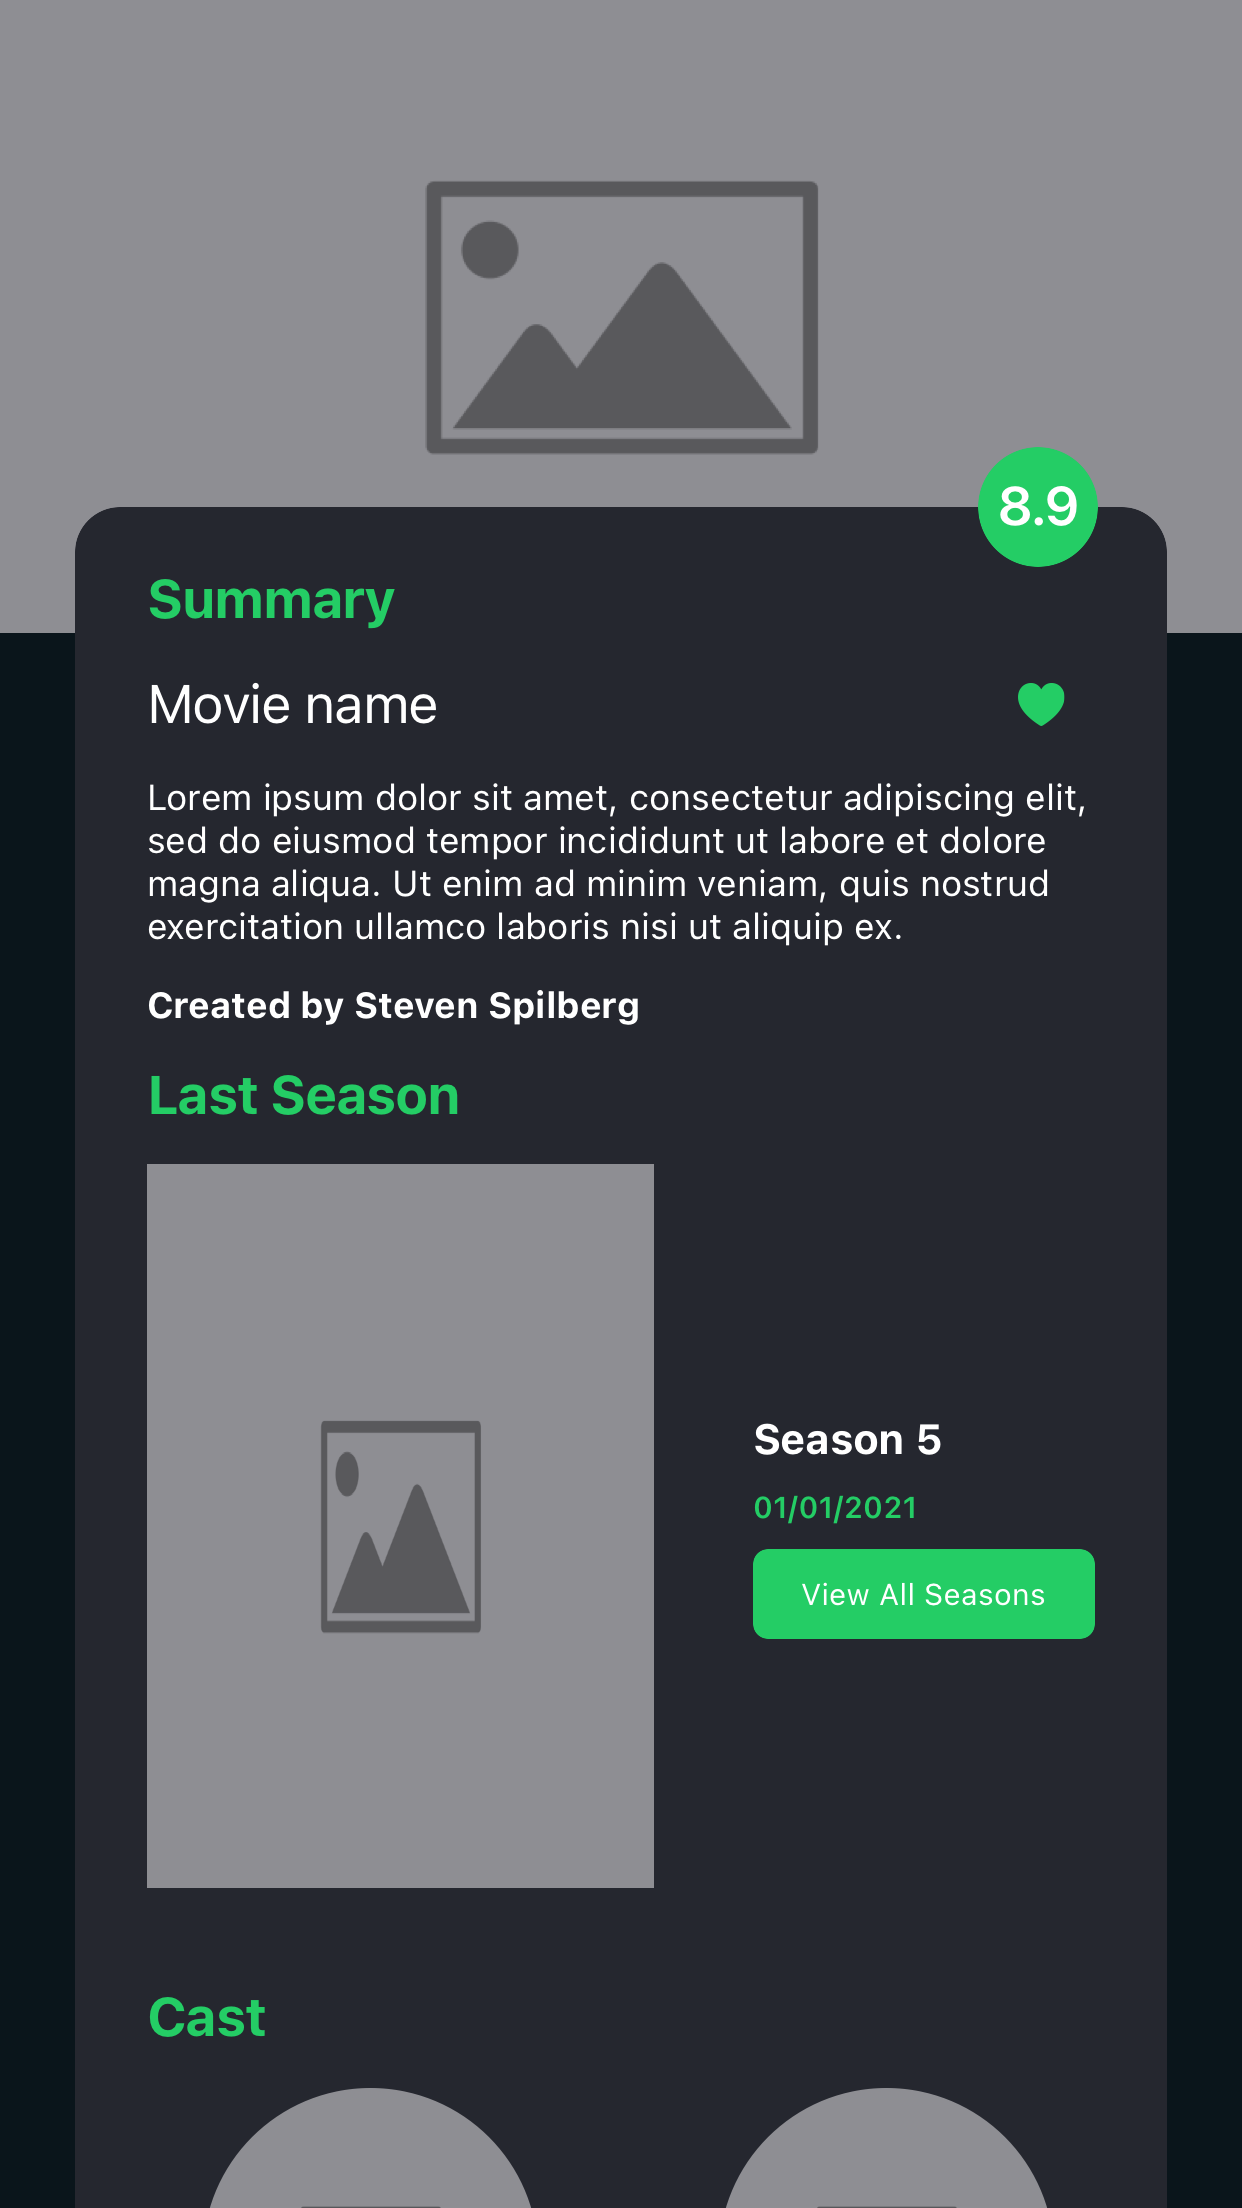 8.9
Summary
Movie name
Lorem ipsum dolor sit amet, consectetur adipiscing elit,
sed do eiusmod tempor incididunt ut labore et dolore
magna aliqua. Ut enim ad minim veniam, quis nostrud
exercitation ullamco laboris nisi ut aliquip ex.
Created by Steven Spilberg
Last Season
Season 5
01/01/2021
View All Seasons
Cast